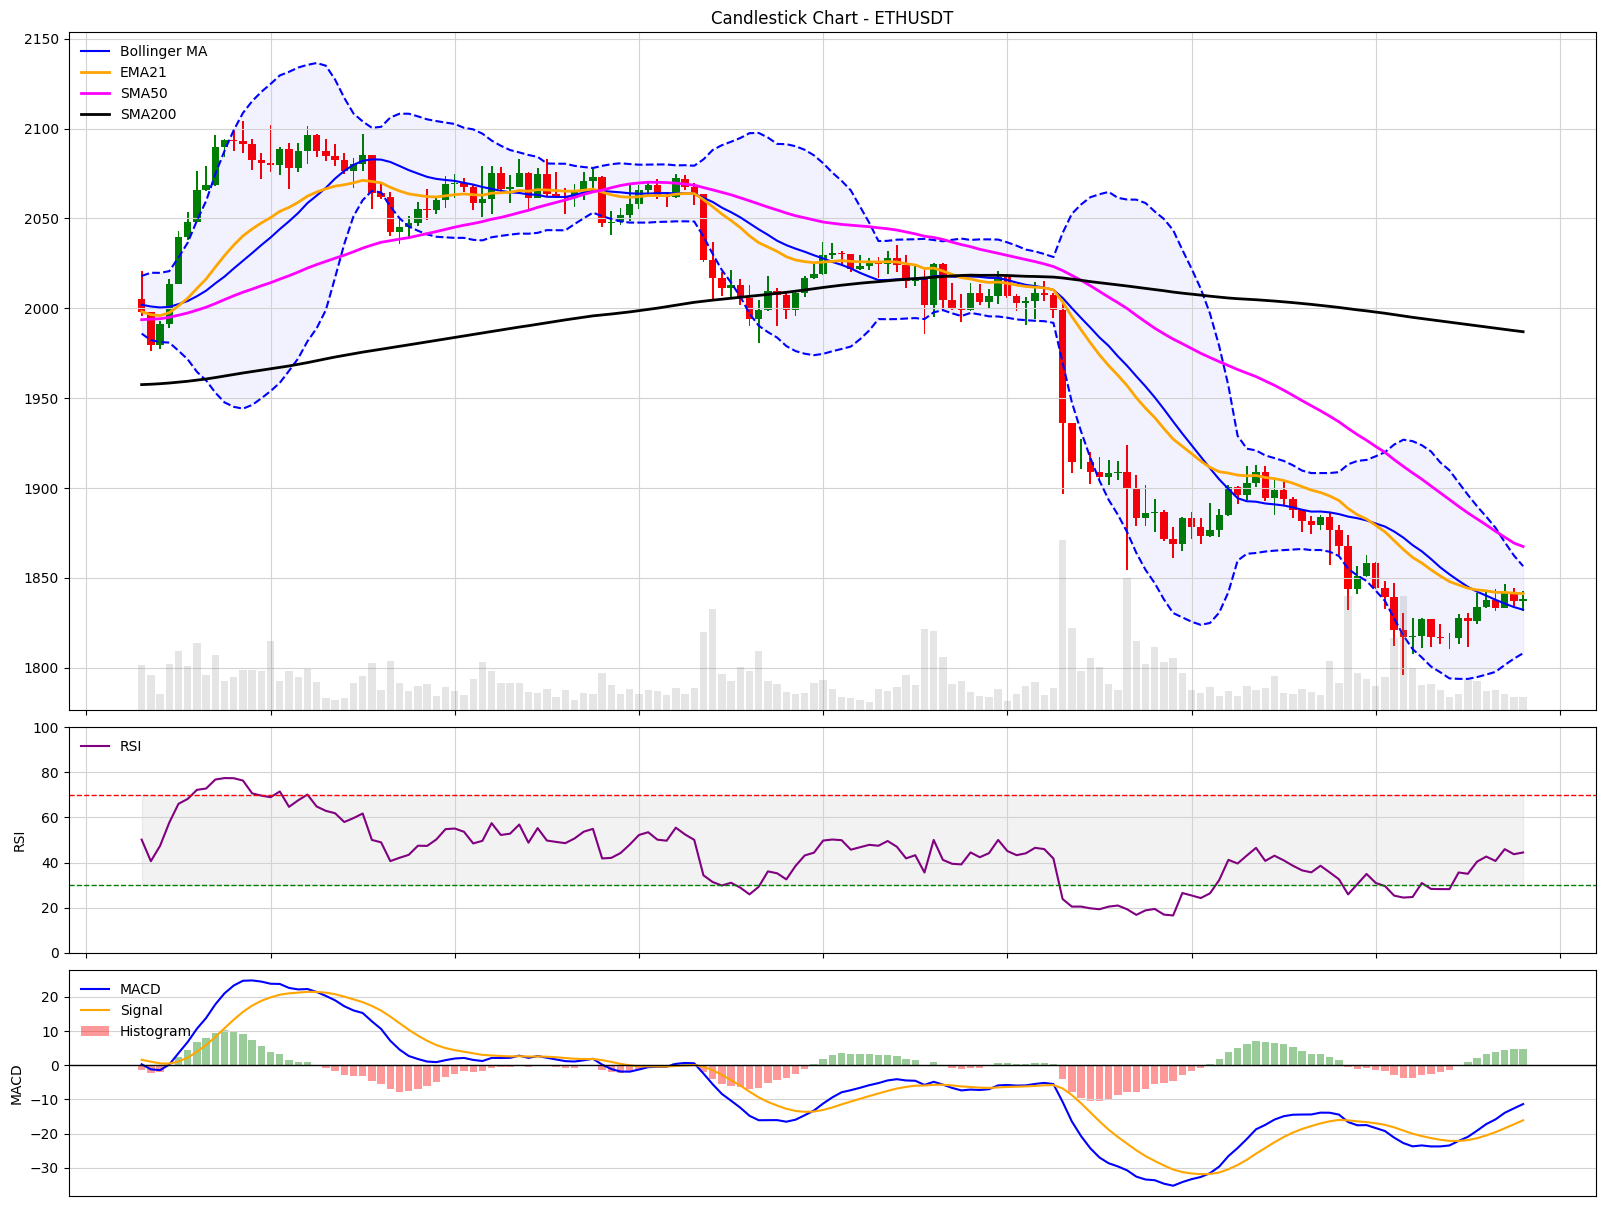 Candlestick Chart - ETHUSDT
2150
2100
2050
2000
1950
1900
1850
1800
Bollinger MA
EMA21
SMA50
SMA200
RSI
100
80
60
40
20
0
RSI
MACD
20
10
0
−10
−20
−30
MACD
Signal
Histogram